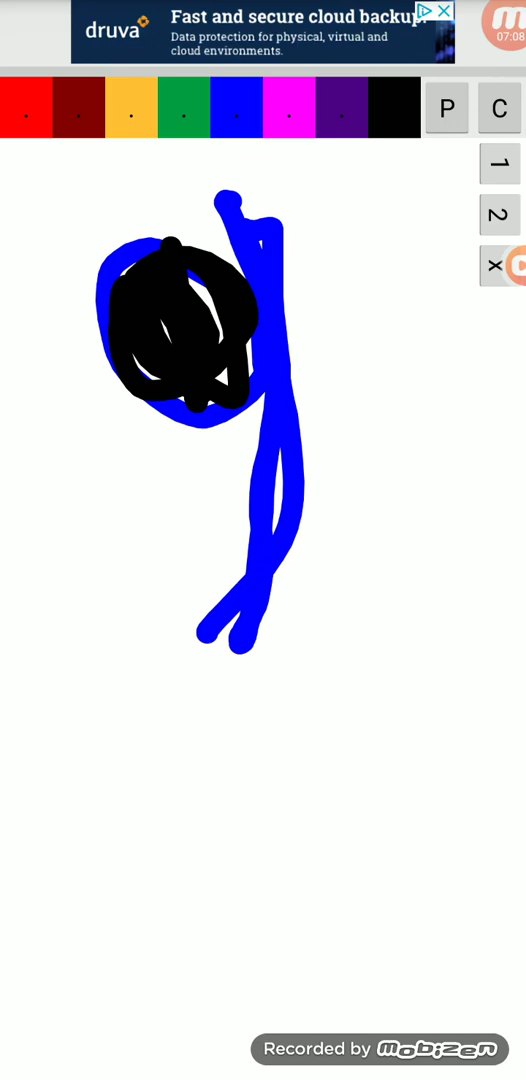 Fast and secure cloud backup.
druva
Data protection for physical, virtual and
cloud environments.
07:08
. . . . . . . P C
1
2
x
Recorded by mobizen